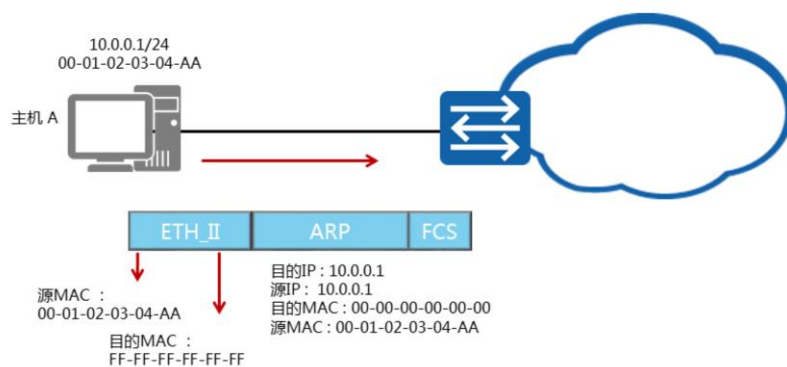 10.0.0.1/24
00-01-02-03-04-AA
主机 A
ETH_II
ARP
FCS
源MAC ：
00-01-02-03-04-AA
目的MAC ：
FF-FF-FF-FF-FF-FF
目的IP : 10.0.0.1
源IP : 10.0.0.1
目的MAC : 00-00-00-00-00-00
源MAC : 00-01-02-03-04-AA